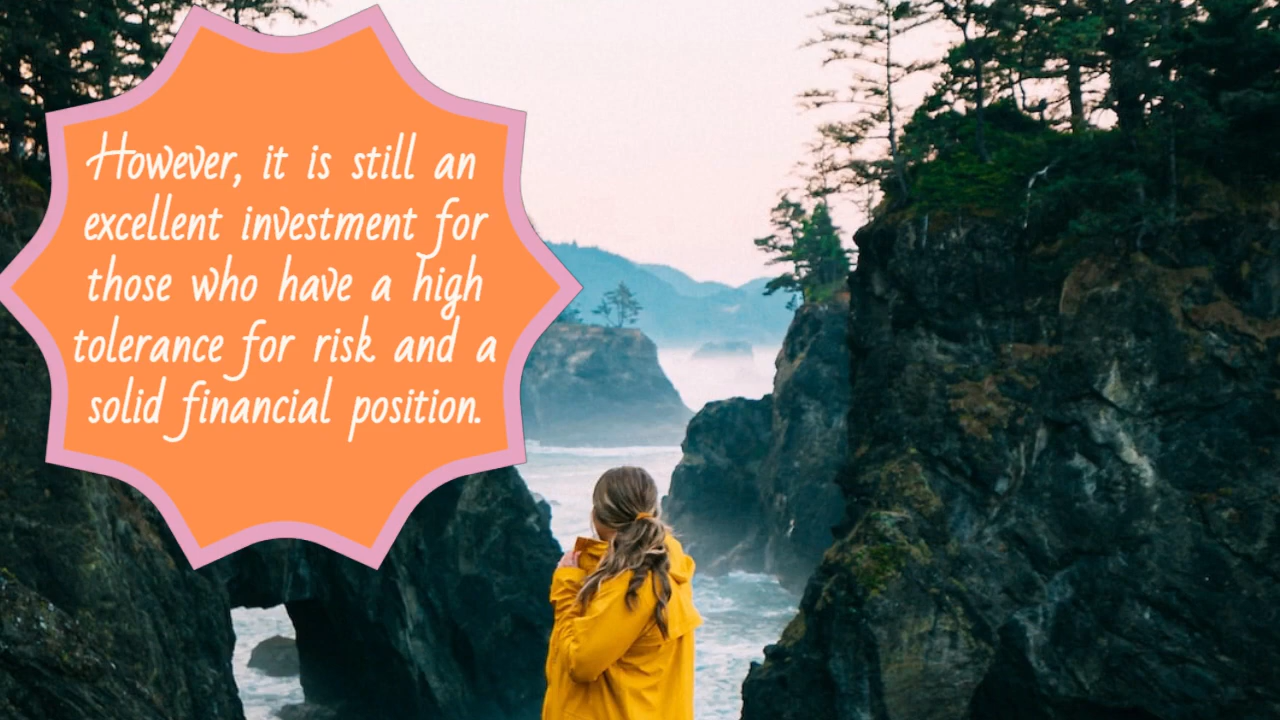 However, it is still an
excellent investment for
those who have a high
tolerance for risk and a
solid financial position.